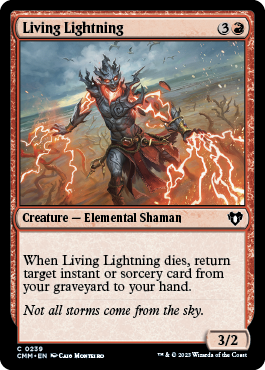 Living Lightning 3
Creature — Elemental Shaman
When Living Lightning dies, return
target instant or sorcery card from
your graveyard to your hand.
Not all storms come from the sky.
3/2
C 0239
CMM • EN Caio Monteiro
™ & © 2023 Wizards of the Coast